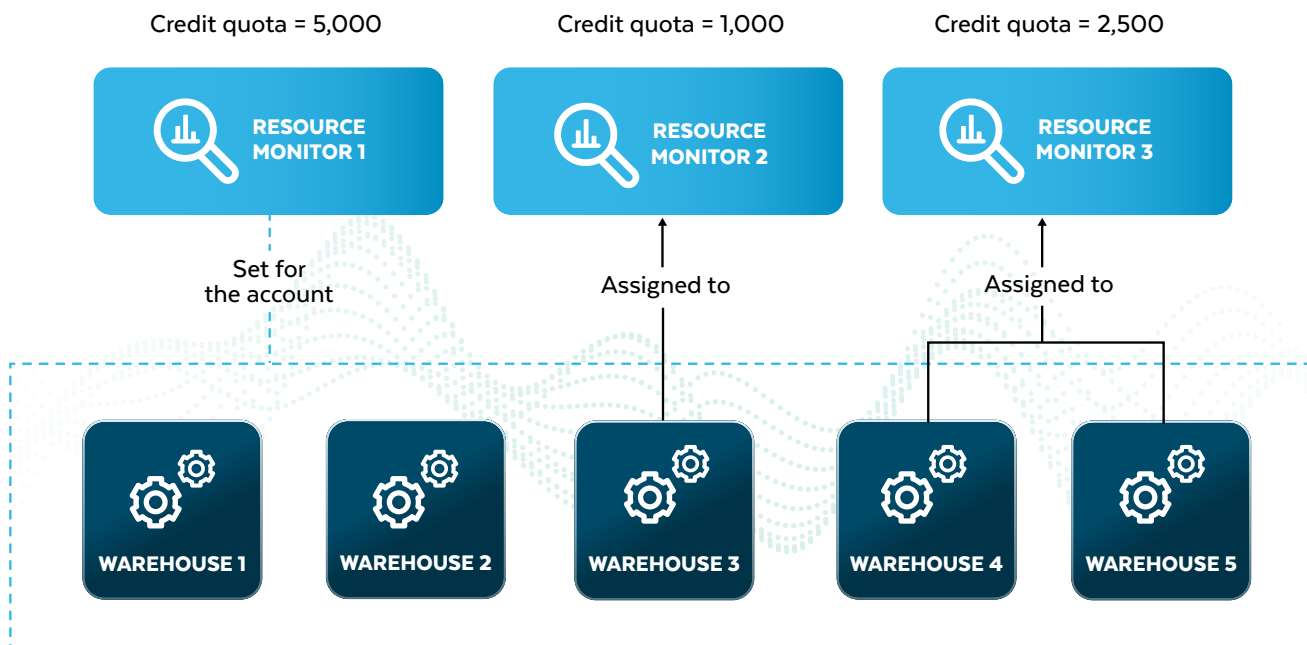 Credit quota = 5,000
Credit quota = 1,000
Credit quota = 2,500
RESOURCE
MONITOR 1
RESOURCE
MONITOR 2
RESOURCE
MONITOR 3
Set for
the account
Assigned to
Assigned to
WAREHOUSE 1
WAREHOUSE 2
WAREHOUSE 3
WAREHOUSE 4
WAREHOUSE 5